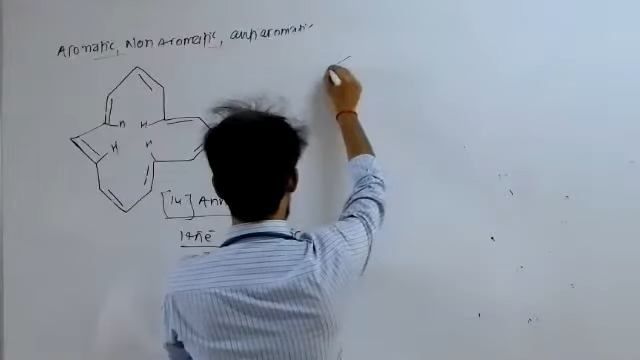 Aromatic, Non Aromatic, antiaromatic
H H
H H
[14] Ann
14πe⁻